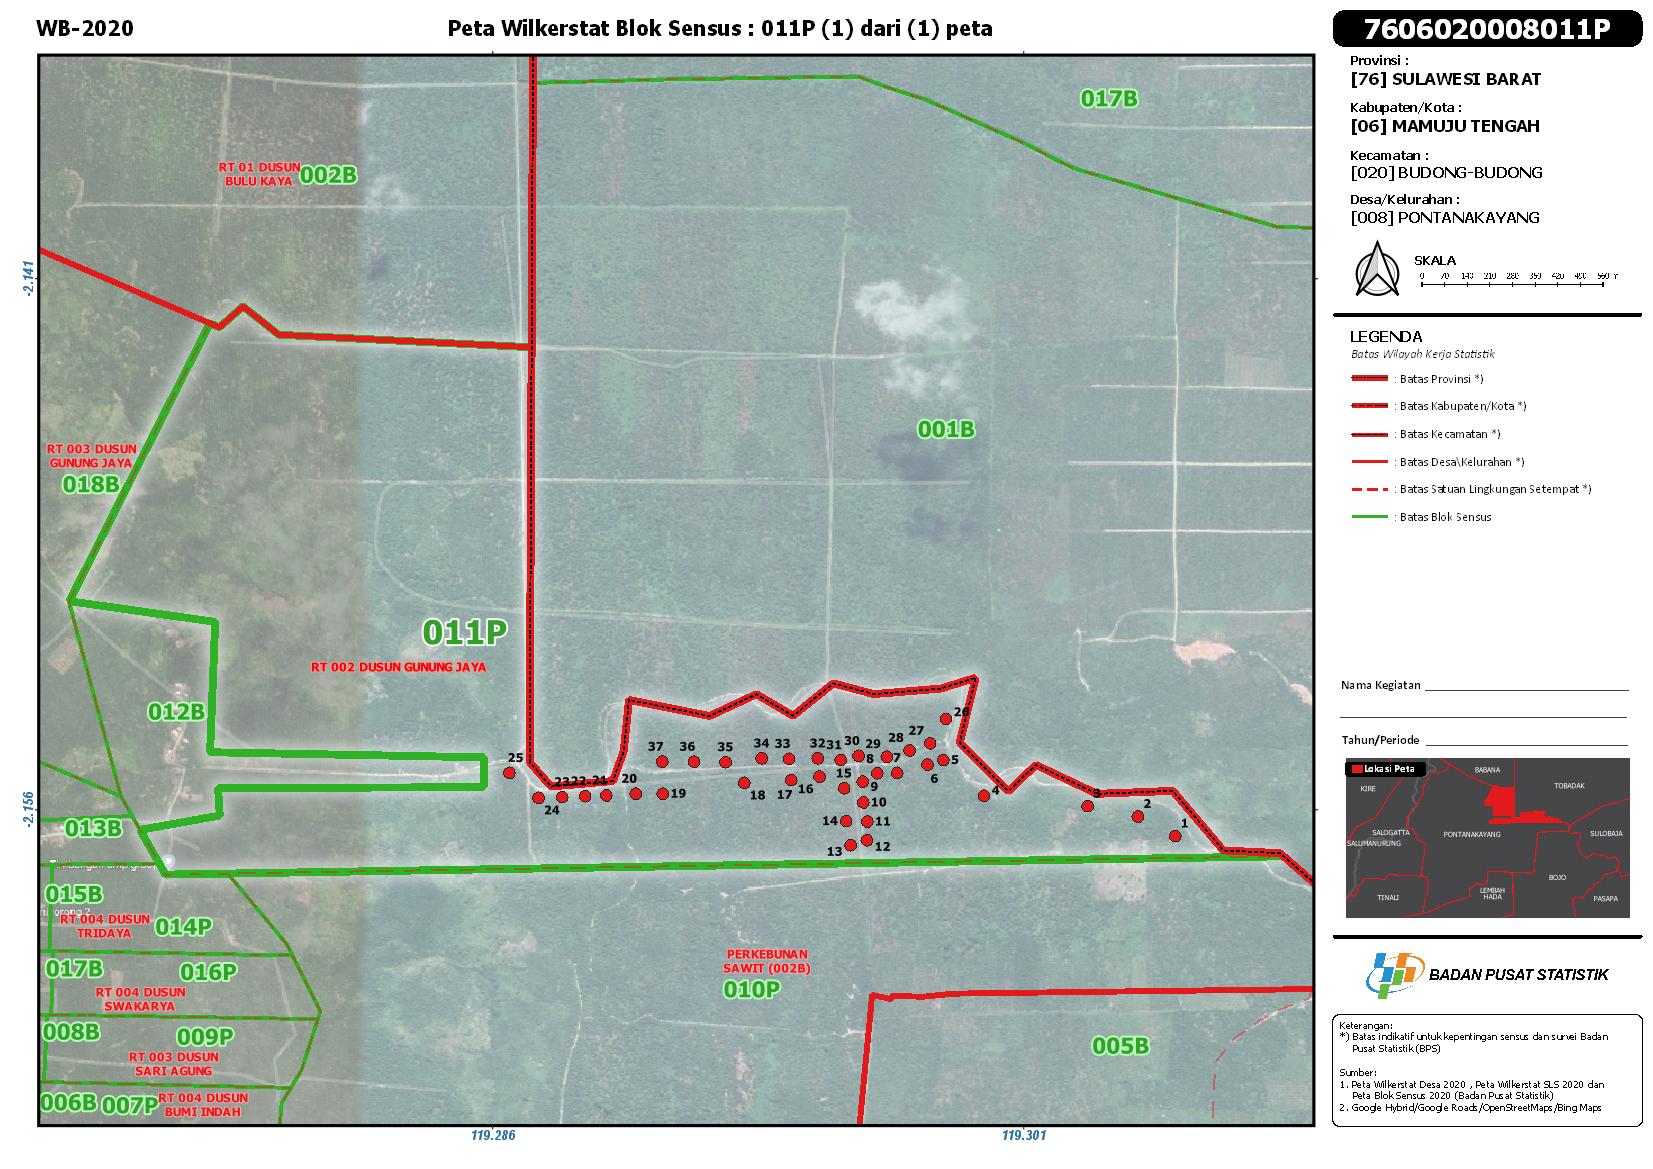 WB-2020
Peta Wilkerstat Blok Sensus : 011P (1) dari (1) peta
7606020008011P
Provinsi :
[76] SULAWESI BARAT
Kabupaten/Kota :
[06] MAMUJU TENGAH
Kecamatan :
[020] BUDONG-BUDONG
Desa/Kelurahan :
[008] PONTANAKAYANG
SKALA
0 70 140 210 280 350 420 490 560 m
LEGENDA
Batas Wilayah Kerja Statistik
: Batas Provinsi *)
: Batas Kabupaten/Kota *)
: Batas Kecamatan *)
: Batas Desa\Kelurahan *)
: Batas Satuan Lingkungan Setempat *)
: Batas Blok Sensus
Nama Kegiatan
Tahun/Periode
Lokasi Peta
BABANA
KIRE
TOBADAK
SALOGATTA
PONTANAKAYANG
SULOBAJA
SALUMANURUNG
BOJO
TINALI
LEMBAH
HADA
PASAPA
BADAN PUSAT STATISTIK
Keterangan:
*) Batas indikatif untuk kepentingan sensus dan survei Badan
Pusat Statistik (BPS)
Sumber:
1. Peta Wilkerstat Desa 2020 , Peta Wilkerstat SLS 2020 dan
Peta Blok Sensus 2020 (Badan Pusat Statistik)
2. Google Hybrid/Google Roads/OpenStreetMaps/Bing Maps
017B
RT 01 DUSUN
BULU KAYA
002B
-2.141
001B
RT 003 DUSUN
GUNUNG JAYA
018B
011P
RT 002 DUSUN GUNUNG JAYA
012B
26
27
28
29
30
31
32
33
34
35
36
37
25
8
7
5
6
24
23
22
21
20
19
18
17
16
15
9
10
11
12
13
14
4
3
2
1
-2.156
013B
015B
RT 004 DUSUN
TRIDAYA
014P
017B
016P
RT 004 DUSUN
SWAKARYA
008B
009P
RT 003 DUSUN
SARI AGUNG
006B
007P
RT 004 DUSUN
BUMI INDAH
PERKEBUNAN
SAWIT (002B)
010P
005B
119.286
119.301